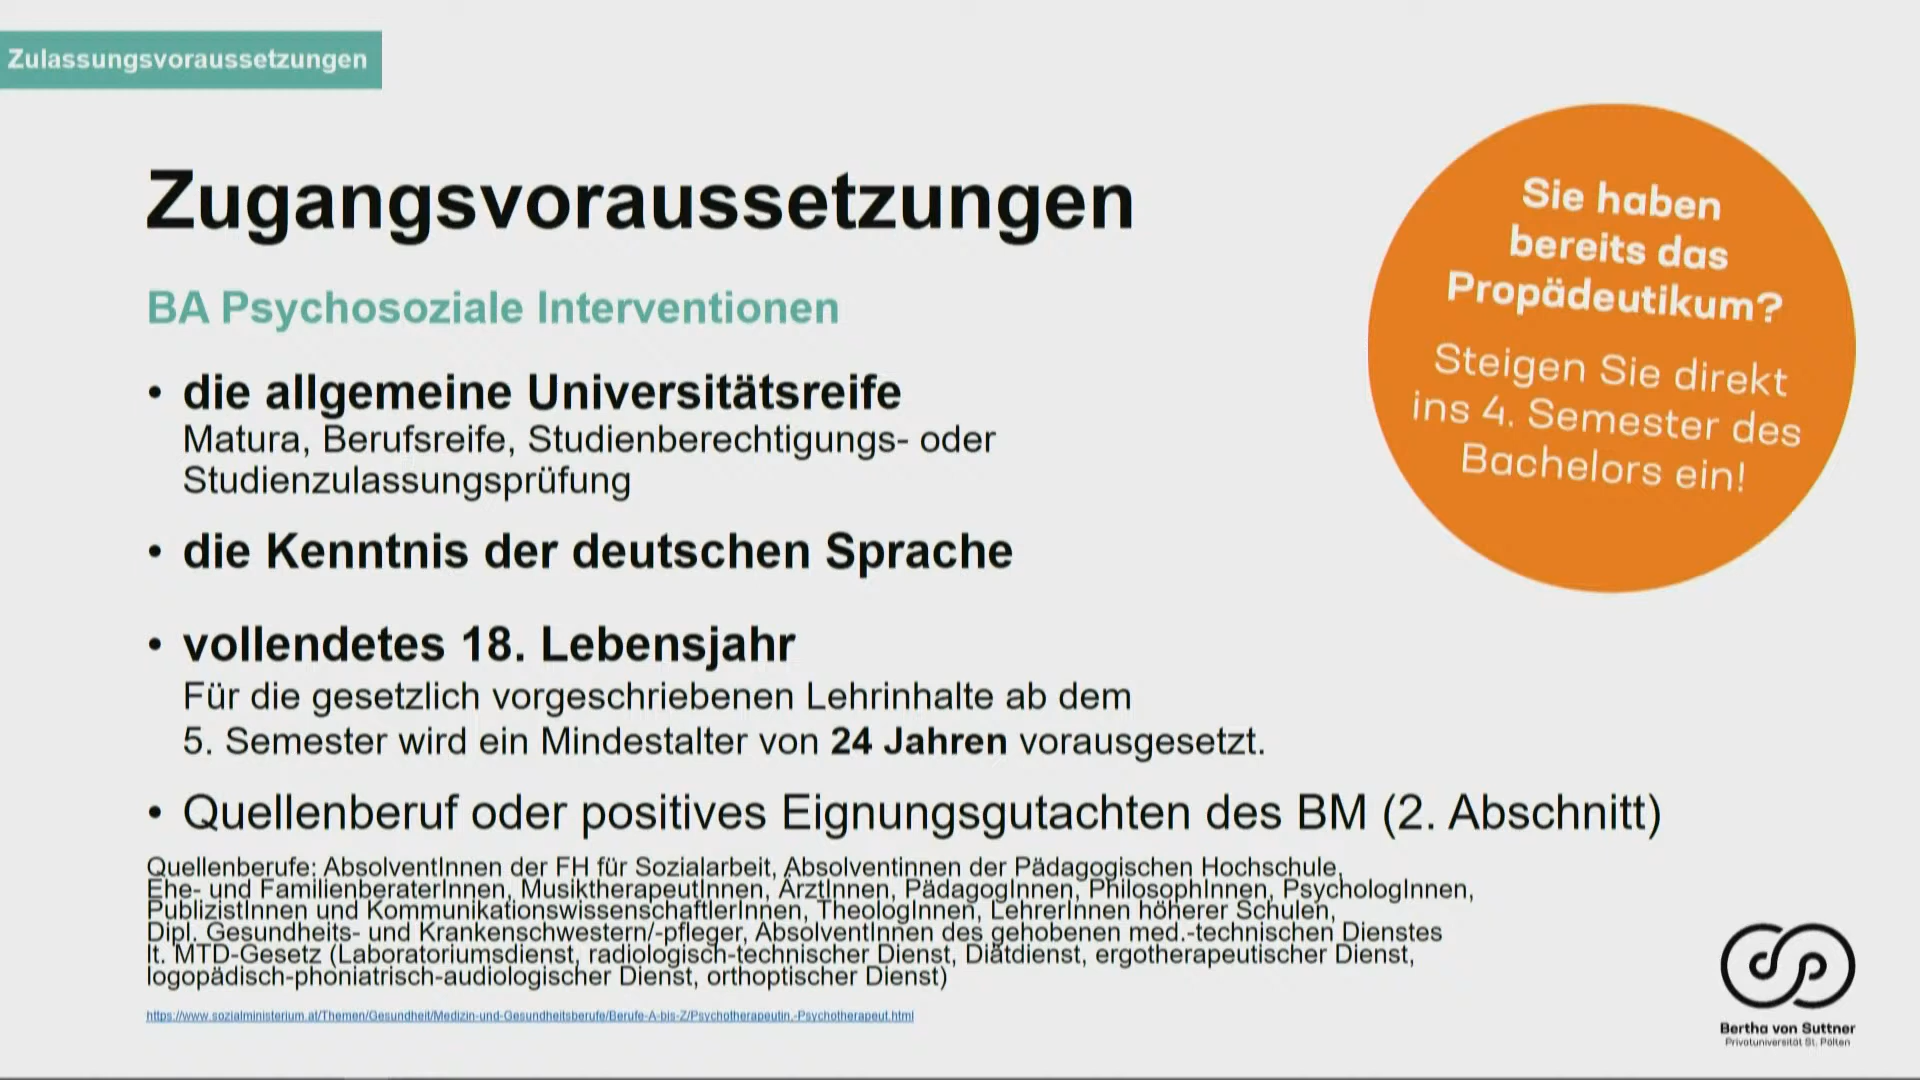 Zulassungsvoraussetzungen
Zugangsvoraussetzungen
BA Psychosoziale Interventionen
• die allgemeine Universitätsreife
Matura, Berufsreife, Studienberechtigungs- oder
Studienzulassungsprüfung
• die Kenntnis der deutschen Sprache
• vollendetes 18. Lebensjahr
Für die gesetzlich vorgeschriebenen Lehrinhalte ab dem
5. Semester wird ein Mindestalter von 24 Jahren vorausgesetzt.
• Quellenberuf oder positives Eignungsgutachten des BM (2. Abschnitt)
Quellenberufe: AbsolventInnen der FH für Sozialarbeit, Absolventinnen der Pädagogischen Hochschule,
Ehe- und FamilienberaterInnen, MusiktherapeutInnen, ÄrztInnen, PädagogInnen, PhilosophInnen, PsychologInnen,
PublizistInnen und KommunikationswissenschaftlerInnen, TheologInnen, LehrerInnen höherer Schulen,
Dipl. Gesundheits- und Krankenschwestern/-pfleger, AbsolventInnen des gehobenen med.-technischen Dienstes
lt. MTD-Gesetz (Laboratoriumsdienst, radiologisch-technischer Dienst, Diätdienst, ergotherapeutischer Dienst,
logopädisch-phoniatrisch-audiologischer Dienst, orthoptischer Dienst)
https://www.sozialministerium.at/Themen/Gesundheit/Medizin-und-Gesundheitsberufe/Berufe-A-bis-Z/Psychotherapeutin,-Psychotherapeut.html
Sie haben
bereits das
Propädeutikum?
Steigen Sie direkt
ins 4. Semester des
Bachelors ein!
Bertha von Suttner
Privatuniversität St. Pölten